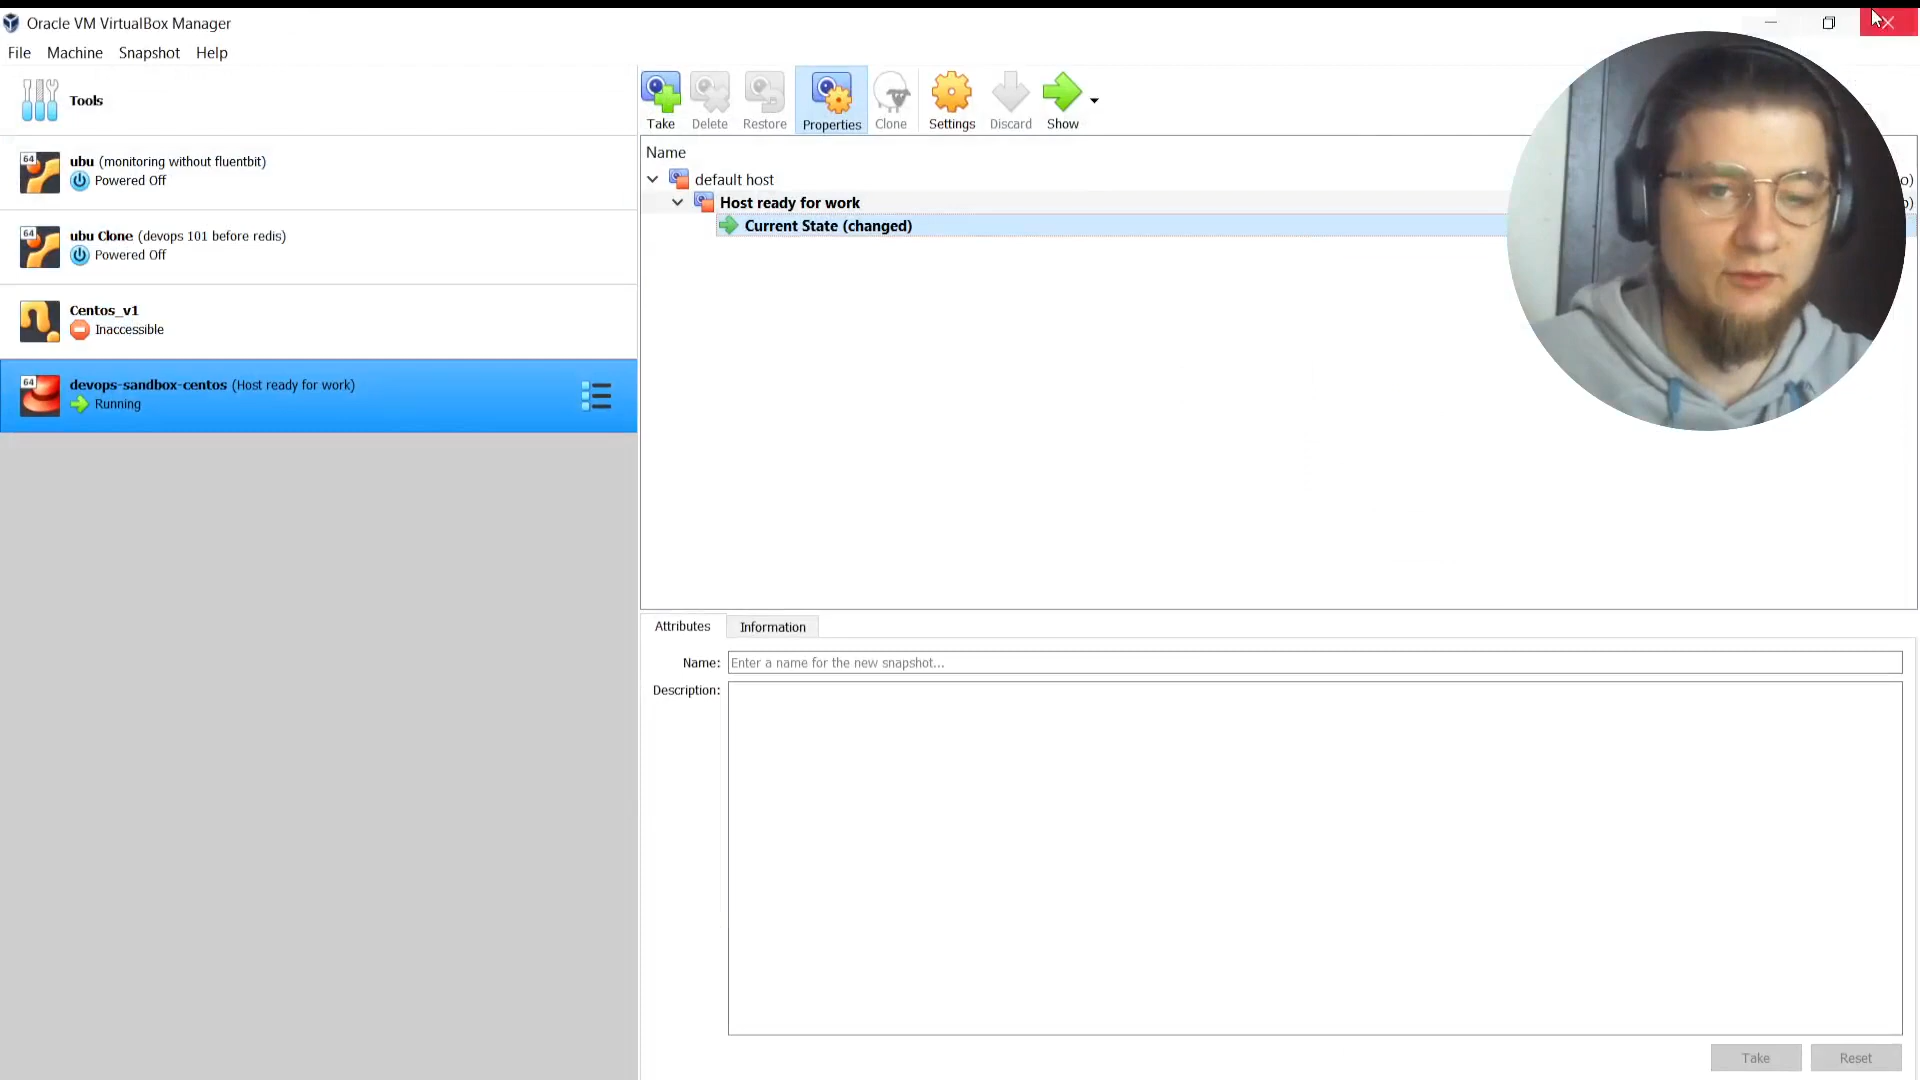 Oracle VM VirtualBox Manager
File Machine Snapshot Help
Tools
64
ubu (monitoring without fluentbit)
Powered Off
64
ubu Clone (devops 101 before redis)
Powered Off
Centos_v1
Inaccessible
64
devops-sandbox-centos (Host ready for work)
Running
Take Delete Restore Properties Clone Settings Discard Show
Name
default host
Host ready for work
Current State (changed)
Attributes Information
Name: Enter a name for the new snapshot...
Description:
Take Reset